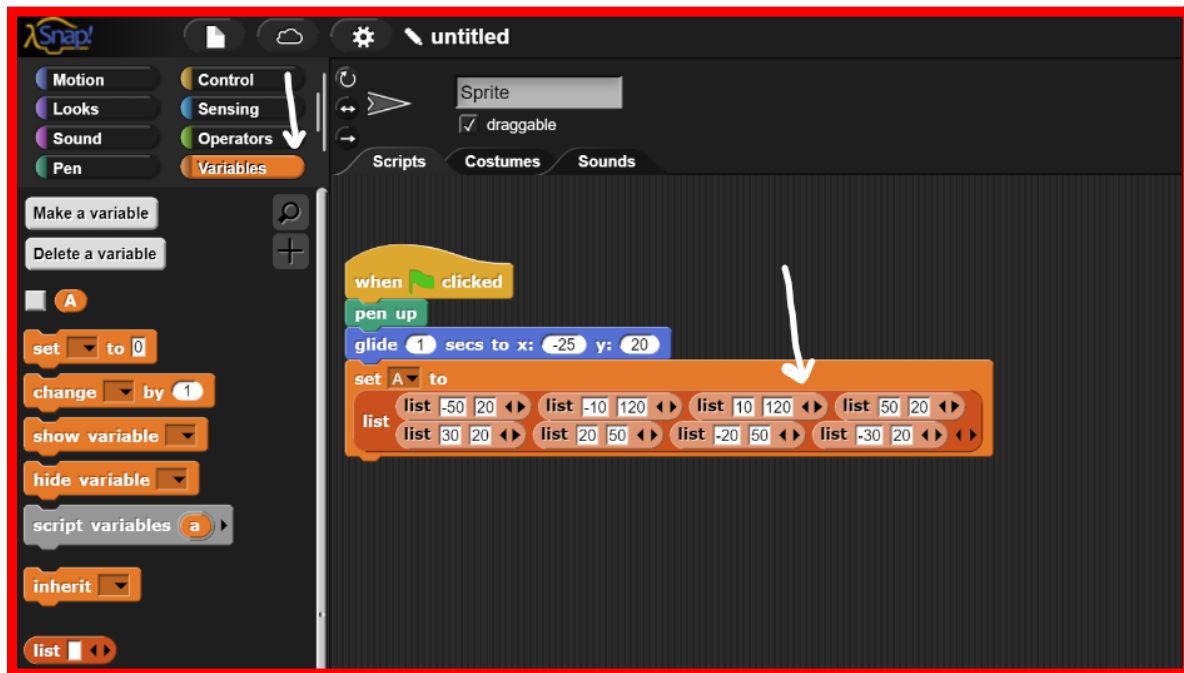 λSnap!
untitled
Motion Control
Looks Sensing
Sound Operators
Pen Variables
Sprite
draggable
Scripts Costumes Sounds
Make a variable
Delete a variable
A
set to 0
change by 1
show variable
hide variable
script variables a
inherit
list
when clicked
pen up
glide 1 secs to x: -25 y: 20
set A to
list
list -50 20 list -10 120 list 10 120 list 50 20
list 30 20 list 20 50 list -20 50 list -30 20